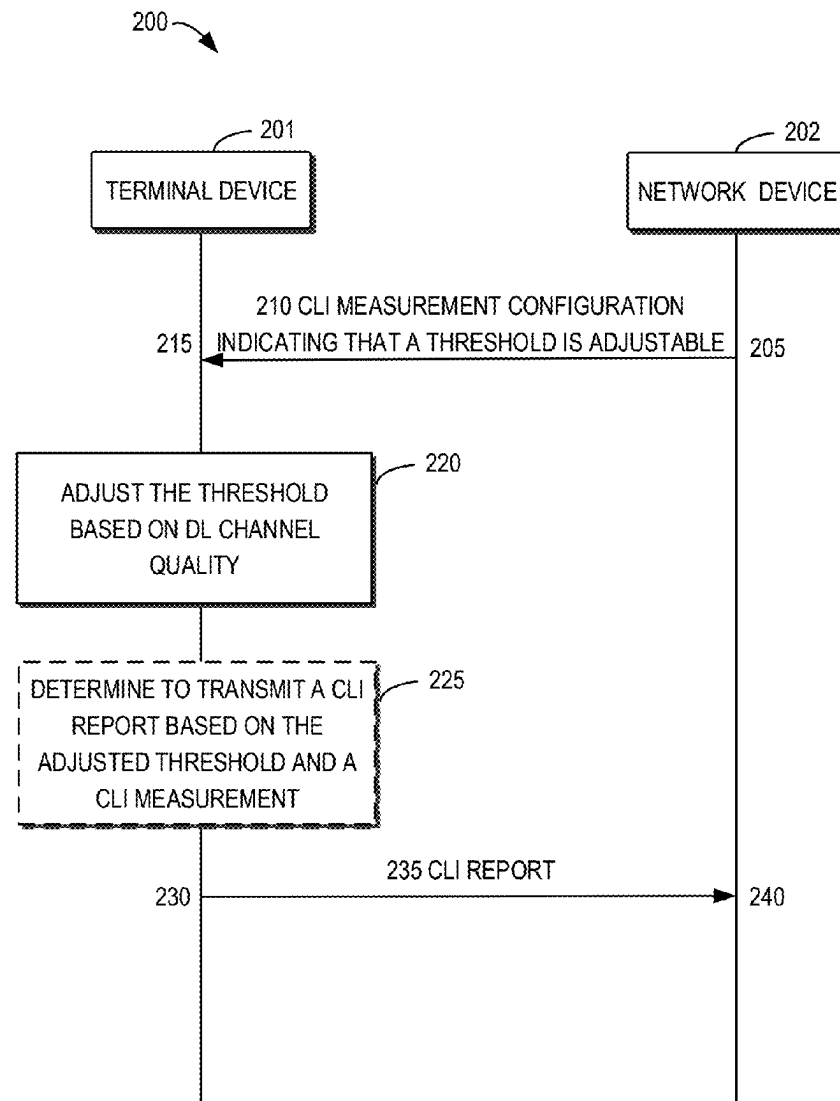 200
201
202
TERMINAL DEVICE
NETWORK DEVICE
210 CLI MEASUREMENT CONFIGURATION
215 INDICATING THAT A THRESHOLD IS ADJUSTABLE 205
220
ADJUST THE THRESHOLD
BASED ON DL CHANNEL
QUALITY
225
DETERMINE TO TRANSMIT A CLI
REPORT BASED ON THE
ADJUSTED THRESHOLD AND A
CLI MEASUREMENT
235 CLI REPORT
230
240